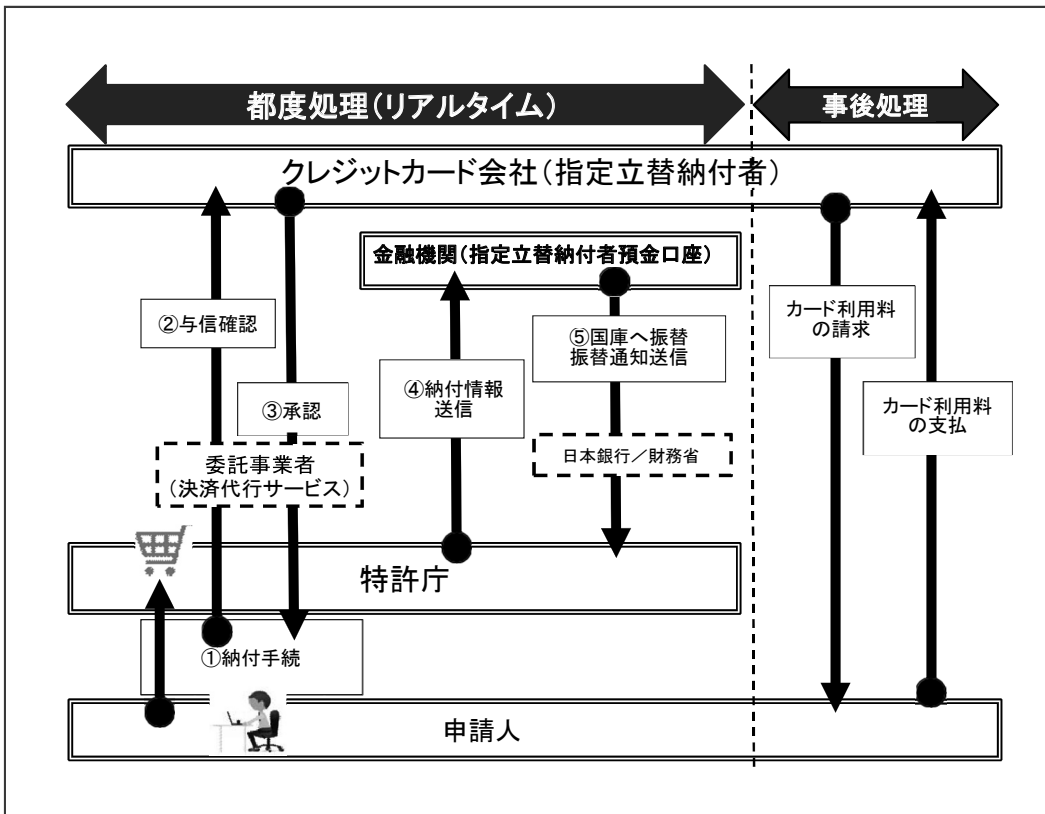 都度処理(リアルタイム)
事後処理
クレジットカード会社(指定立替納付者)
金融機関(指定立替納付者預金口座)
②与信確認
③承認
④納付情報
送信
⑤国庫へ振替
振替通知送信
カード利用料
の請求
カード利用料
の支払
委託事業者
(決済代行サービス)
日本銀行/財務省
特許庁
①納付手続
申請人